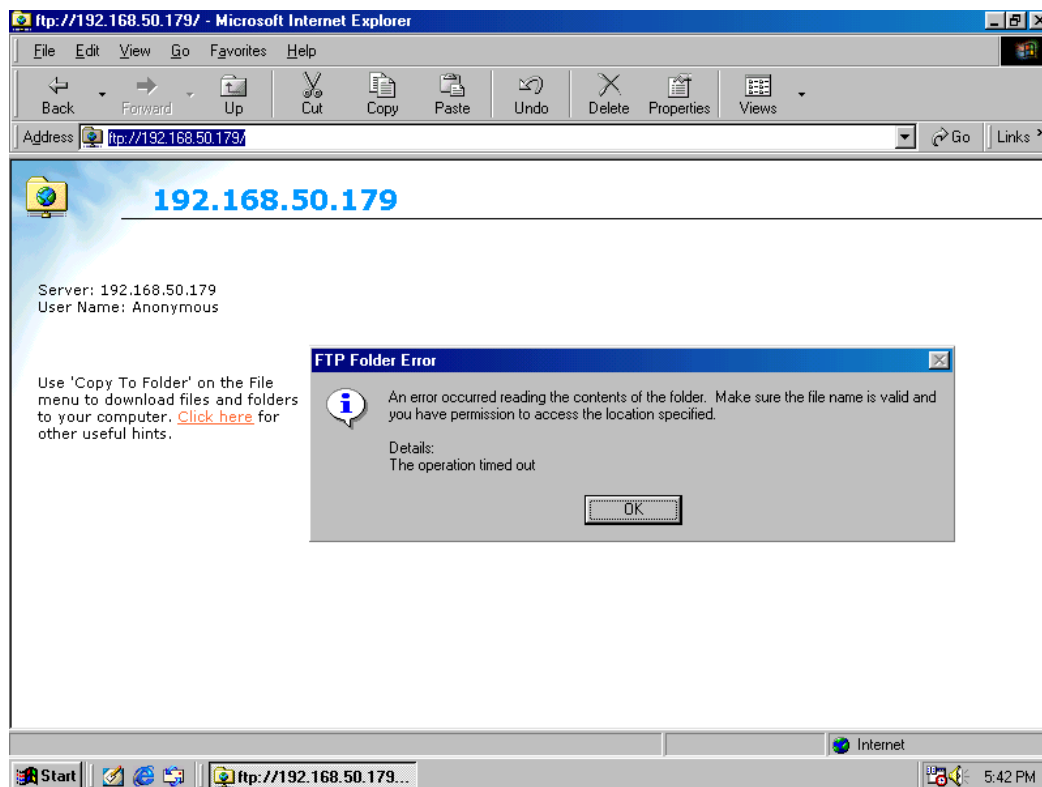 ftp://192.168.50.179/ - Microsoft Internet Explorer
File Edit View Go Favorites Help
Back Forward Up Cut Copy Paste Undo Delete Properties Views
Address ftp://192.168.50.179/ Go Links
192.168.50.179
Server: 192.168.50.179
User Name: Anonymous
Use 'Copy To Folder' on the File
menu to download files and folders
to your computer. Click here for
other useful hints.
FTP Folder Error
An error occurred reading the contents of the folder. Make sure the file name is valid and
you have permission to access the location specified.
Details:
The operation timed out
OK
Internet
Start ftp://192.168.50.179... 5:42 PM